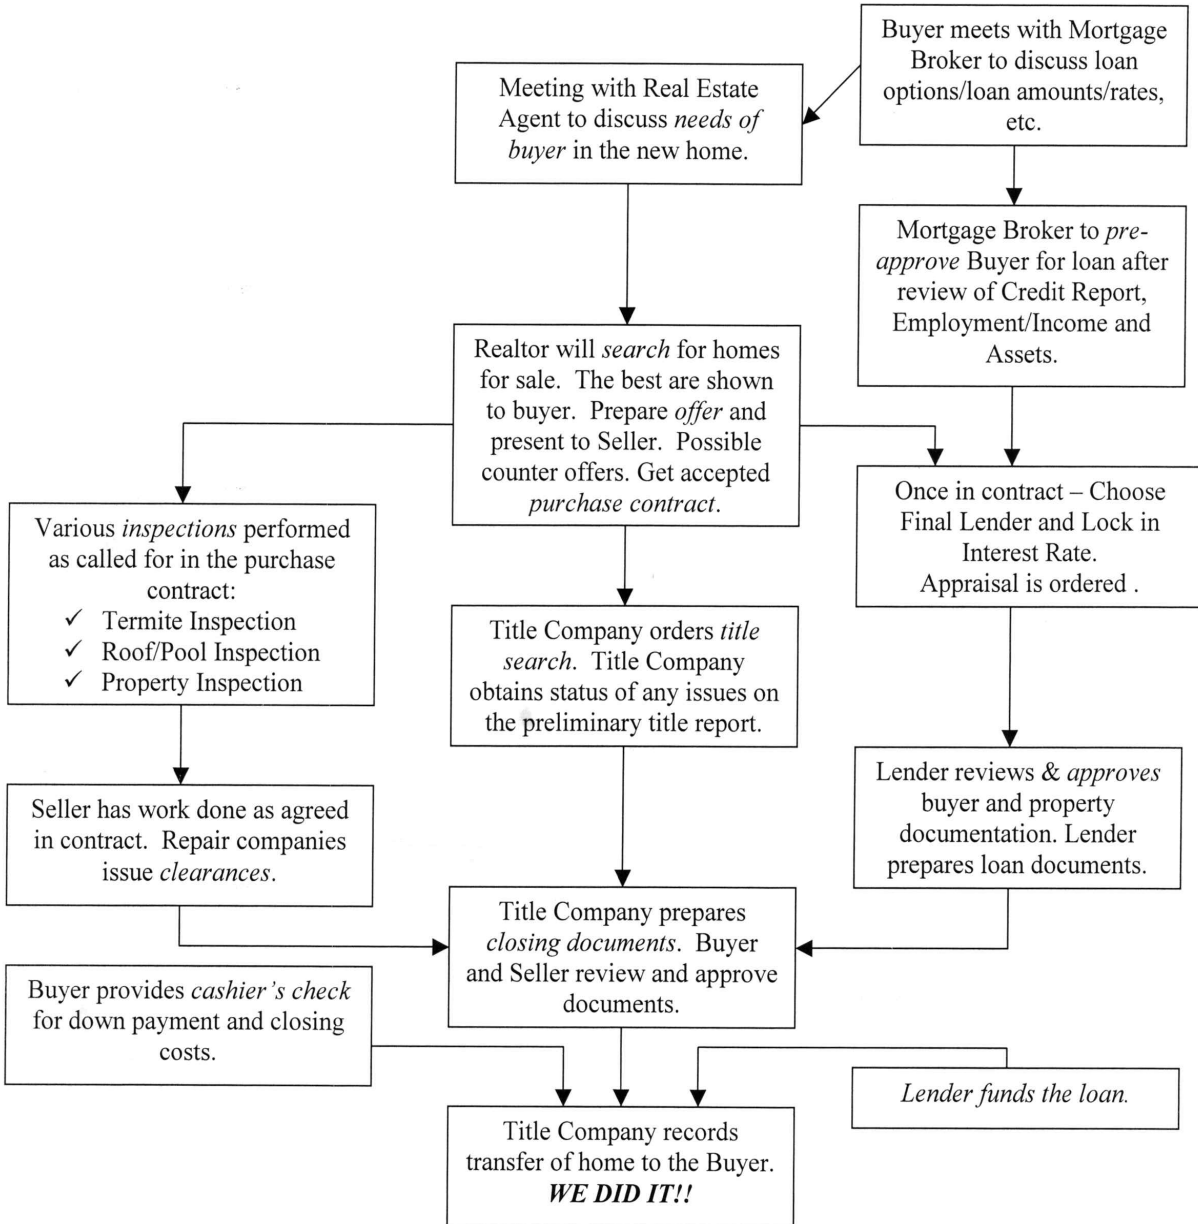 Buyer meets with Mortgage
Broker to discuss loan
options/loan amounts/rates,
etc.
Meeting with Real Estate
Agent to discuss needs of
buyer in the new home.
Mortgage Broker to pre-
approve Buyer for loan after
review of Credit Report,
Employment/Income and
Assets.
Realtor will search for homes
for sale. The best are shown
to buyer. Prepare offer and
present to Seller. Possible
counter offers. Get accepted
purchase contract.
Once in contract – Choose
Final Lender and Lock in
Interest Rate.
Appraisal is ordered .
Various inspections performed
as called for in the purchase
contract:
✓ Termite Inspection
✓ Roof/Pool Inspection
✓ Property Inspection
Title Company orders title
search. Title Company
obtains status of any issues on
the preliminary title report.
Lender reviews & approves
buyer and property
documentation. Lender
prepares loan documents.
Seller has work done as agreed
in contract. Repair companies
issue clearances.
Title Company prepares
closing documents. Buyer
and Seller review and approve
documents.
Buyer provides cashier's check
for down payment and closing
costs.
Lender funds the loan.
Title Company records
transfer of home to the Buyer.
WE DID IT!!